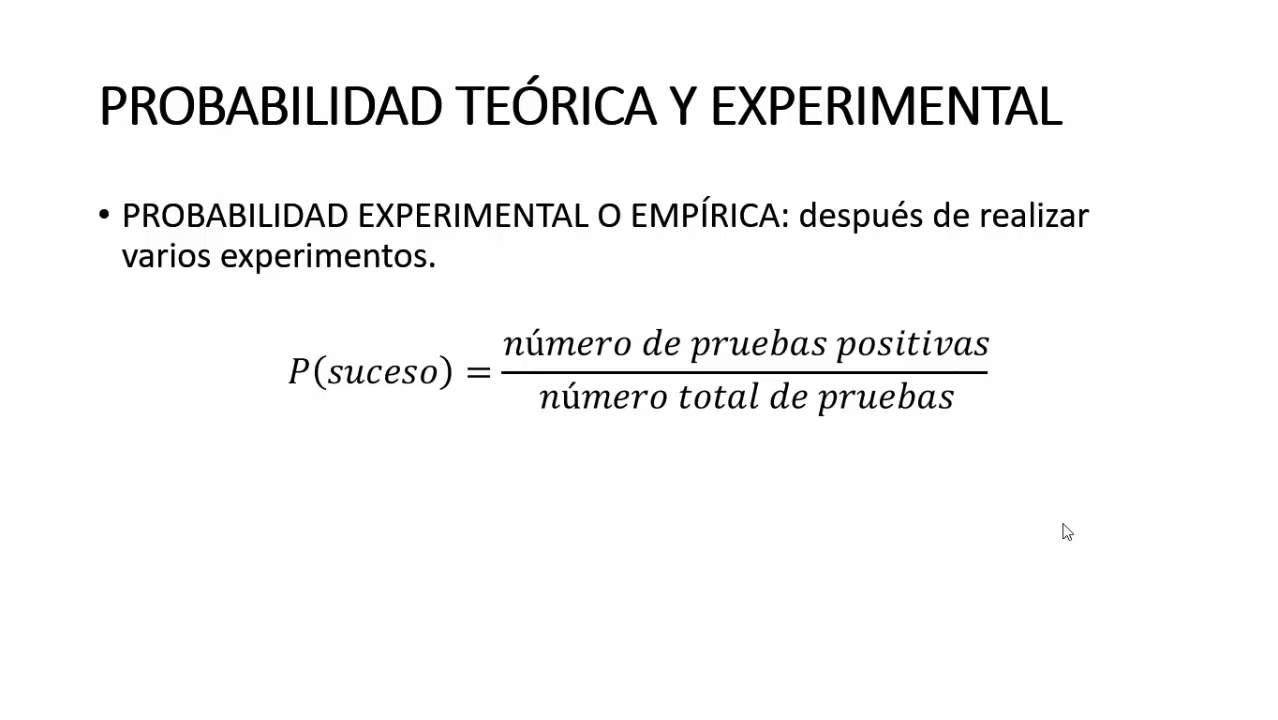 PROBABILIDAD TEÓRICA Y EXPERIMENTAL
• PROBABILIDAD EXPERIMENTAL O EMPÍRICA: después de realizar
varios experimentos.
P(suceso) = número de pruebas positivas / número total de pruebas